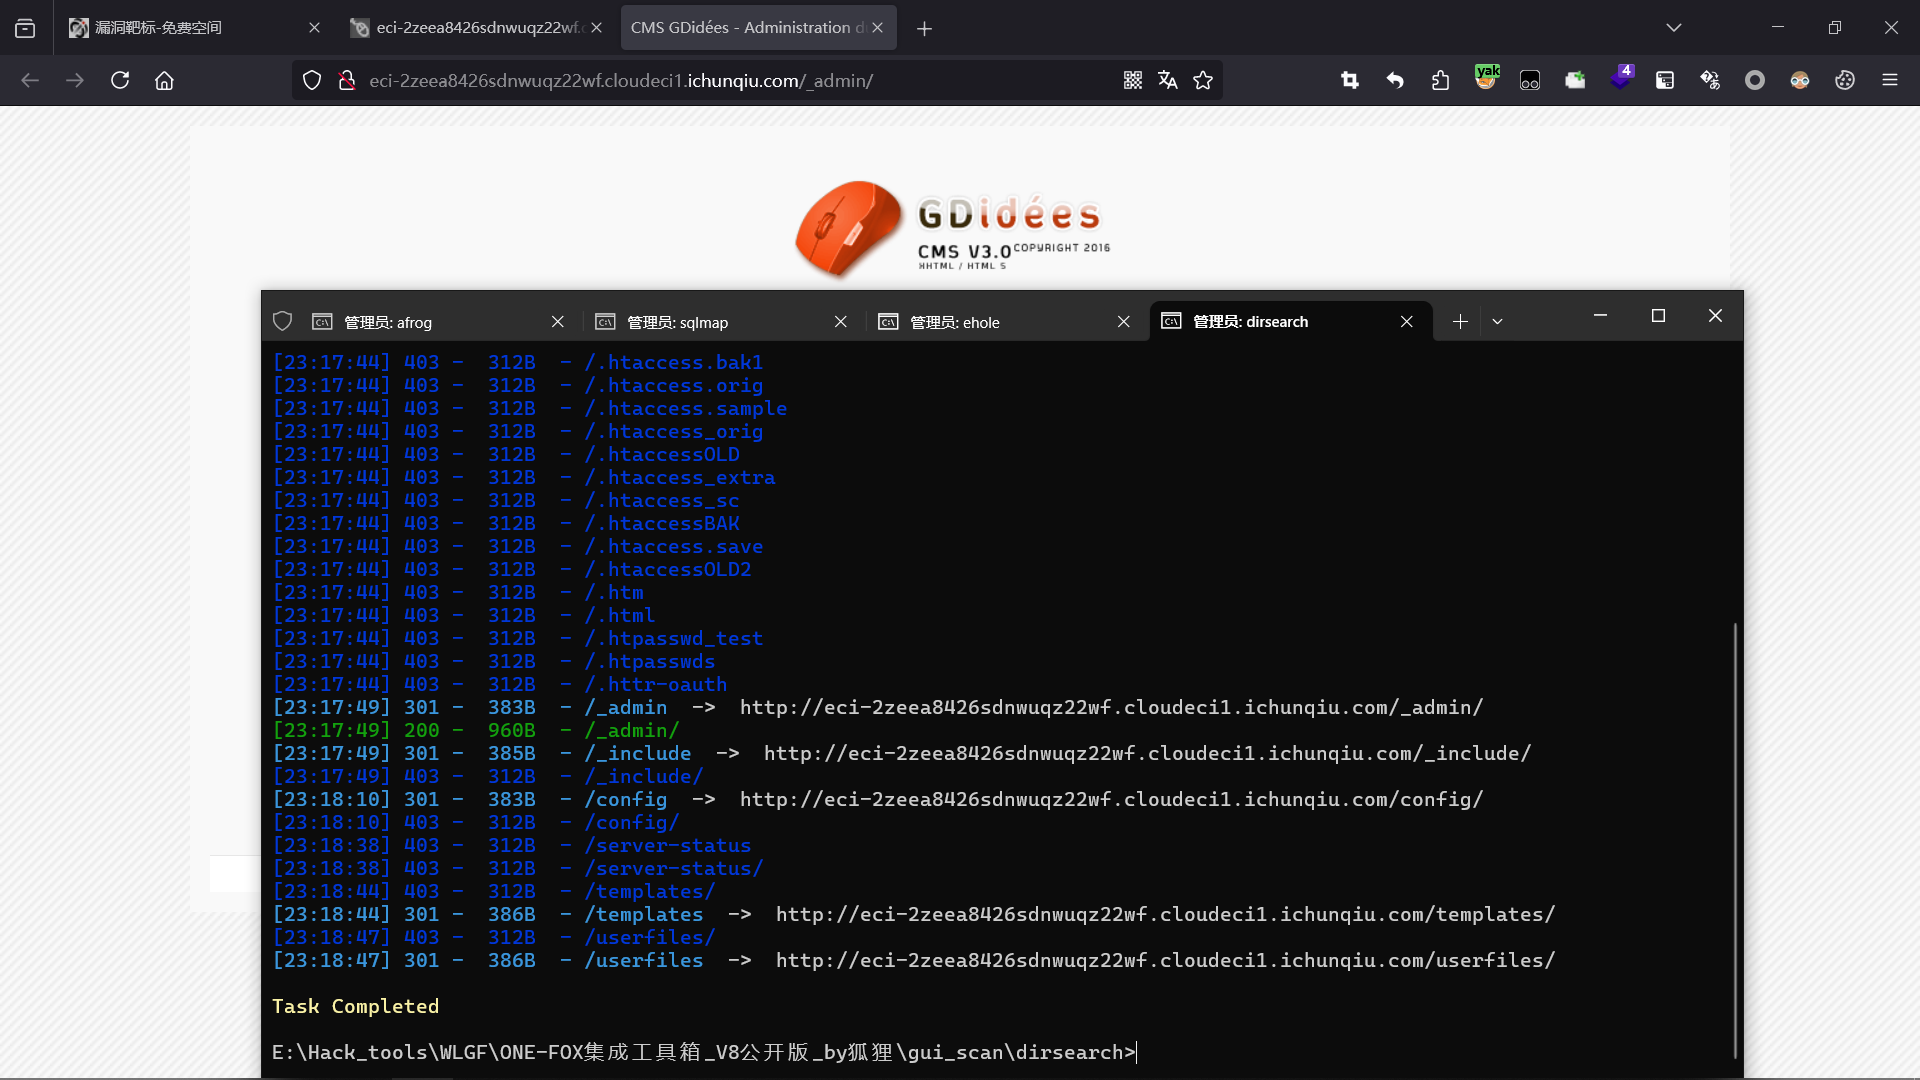 漏洞靶标-免费空间
eci-2zeea8426sdnwuqz22wf.c
CMS GDidées - Administration d
eci-2zeea8426sdnwuqz22wf.cloudeci1.ichunqiu.com/_admin/
yak
4
GDidées
CMS V3.0 COPYRIGHT 2016
HHTML / HTML 5
管理员: afrog
管理员: sqlmap
管理员: ehole
管理员: dirsearch
[23:17:44] 403 -  312B  - /.htaccess.bak1
[23:17:44] 403 -  312B  - /.htaccess.orig
[23:17:44] 403 -  312B  - /.htaccess.sample
[23:17:44] 403 -  312B  - /.htaccess_orig
[23:17:44] 403 -  312B  - /.htaccessOLD
[23:17:44] 403 -  312B  - /.htaccess_extra
[23:17:44] 403 -  312B  - /.htaccess_sc
[23:17:44] 403 -  312B  - /.htaccessBAK
[23:17:44] 403 -  312B  - /.htaccess.save
[23:17:44] 403 -  312B  - /.htaccessOLD2
[23:17:44] 403 -  312B  - /.htm
[23:17:44] 403 -  312B  - /.html
[23:17:44] 403 -  312B  - /.htpasswd_test
[23:17:44] 403 -  312B  - /.htpasswds
[23:17:44] 403 -  312B  - /.httr-oauth
[23:17:49] 301 -  383B  - /_admin  ->  http://eci-2zeea8426sdnwuqz22wf.cloudeci1.ichunqiu.com/_admin/
[23:17:49] 200 -  960B  - /_admin/
[23:17:49] 301 -  385B  - /_include  ->  http://eci-2zeea8426sdnwuqz22wf.cloudeci1.ichunqiu.com/_include/
[23:17:49] 403 -  312B  - /_include/
[23:18:10] 301 -  383B  - /config  ->  http://eci-2zeea8426sdnwuqz22wf.cloudeci1.ichunqiu.com/config/
[23:18:10] 403 -  312B  - /config/
[23:18:38] 403 -  312B  - /server-status
[23:18:38] 403 -  312B  - /server-status/
[23:18:44] 403 -  312B  - /templates/
[23:18:44] 301 -  386B  - /templates  ->  http://eci-2zeea8426sdnwuqz22wf.cloudeci1.ichunqiu.com/templates/
[23:18:47] 403 -  312B  - /userfiles/
[23:18:47] 301 -  386B  - /userfiles  ->  http://eci-2zeea8426sdnwuqz22wf.cloudeci1.ichunqiu.com/userfiles/
Task Completed
E:\Hack_tools\WLGF\ONE-FOX集成工具箱_V8公开版_by狐狸\gui_scan\dirsearch>